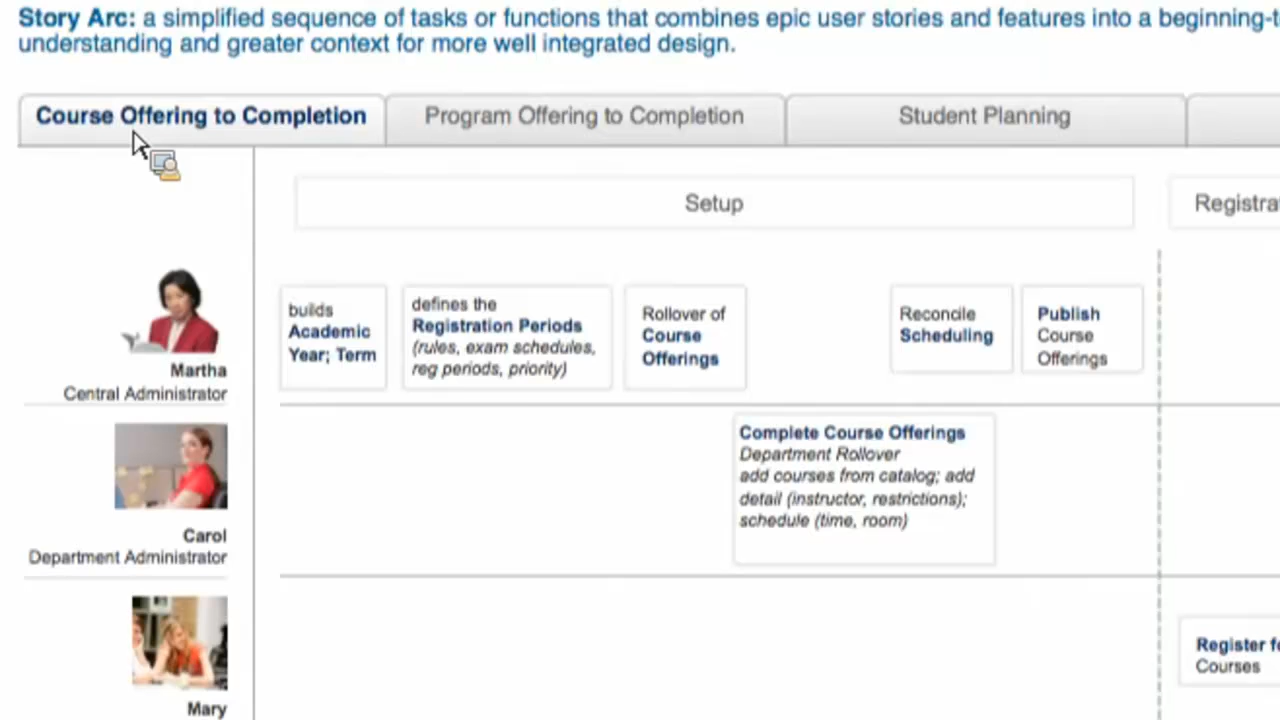 Story Arc: a simplified sequence of tasks or functions that combines epic user stories and features into a
understanding and greater context for more well integrated design.
Course Offering to Completion
Program Offering to Completion
Student Planning
Setup
builds
Academic
Year; Term
defines the
Registration Periods
(rules, exam schedules,
reg periods, priority)
Rollover of
Course
Offerings
Reconcile
Scheduling
Publish
Course
Offerings
Martha
Central Administrator
Complete Course Offerings
Department Rollover
add courses from catalog; add
detail (instructor, restrictions);
schedule (time, room)
Carol
Department Administrator
Register
Courses
Mary